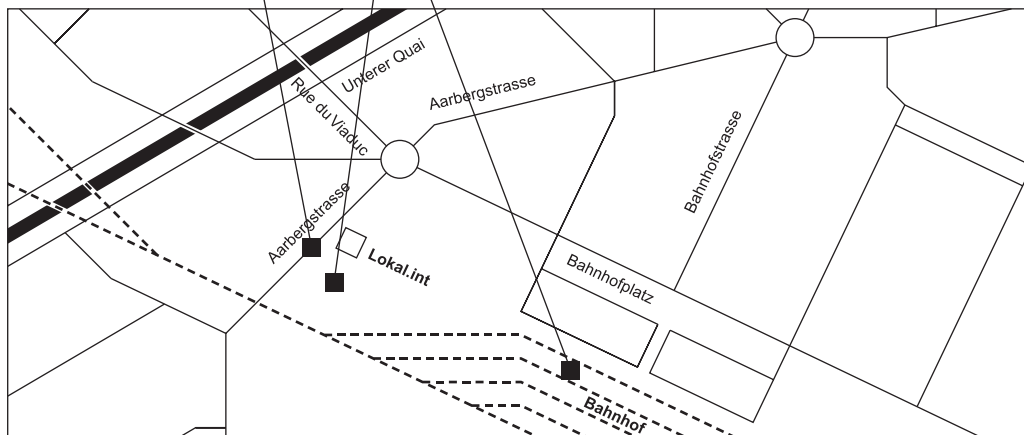 Unterer Quai
Rue du Viaduc
Aarbergstrasse
Bahnhofstrasse
Aarbergstrasse
Lokal.int
Bahnhofplatz
Bahnhof